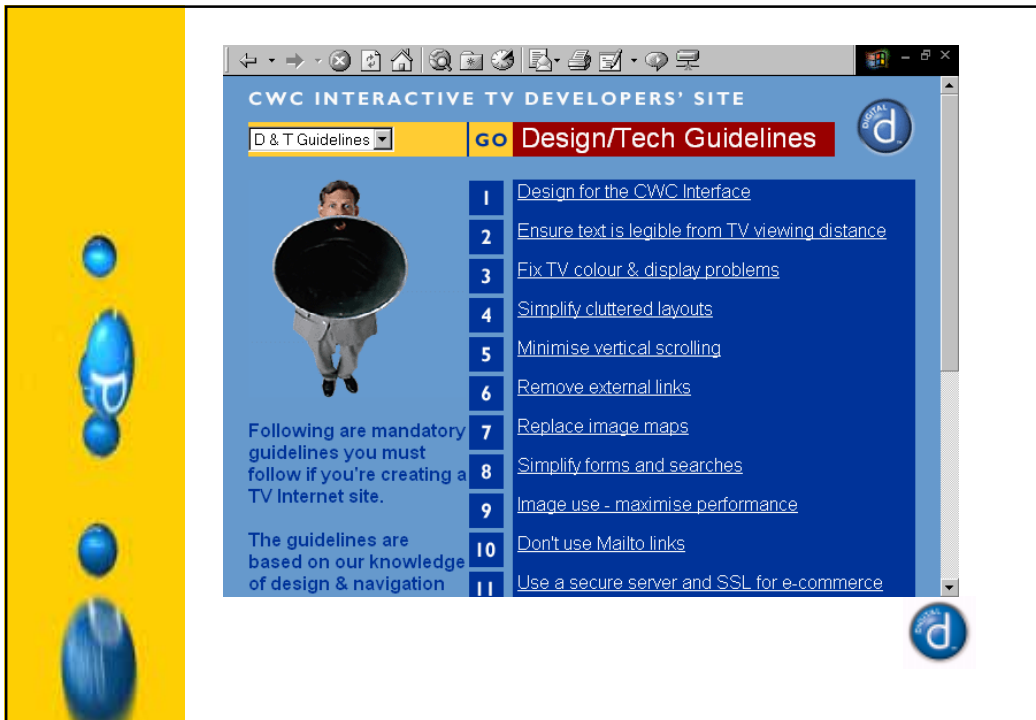 CWC INTERACTIVE TV DEVELOPERS' SITE
D & T Guidelines
GO
Design/Tech Guidelines
DIGITAL d
1 Design for the CWC Interface
2 Ensure text is legible from TV viewing distance
3 Fix TV colour & display problems
4 Simplify cluttered layouts
5 Minimise vertical scrolling
6 Remove external links
7 Replace image maps
8 Simplify forms and searches
9 Image use - maximise performance
10 Don't use Mailto links
11 Use a secure server and SSL for e-commerce
Following are mandatory
guidelines you must
follow if you're creating a
TV Internet site.
The guidelines are
based on our knowledge
of design & navigation
DIGITAL d